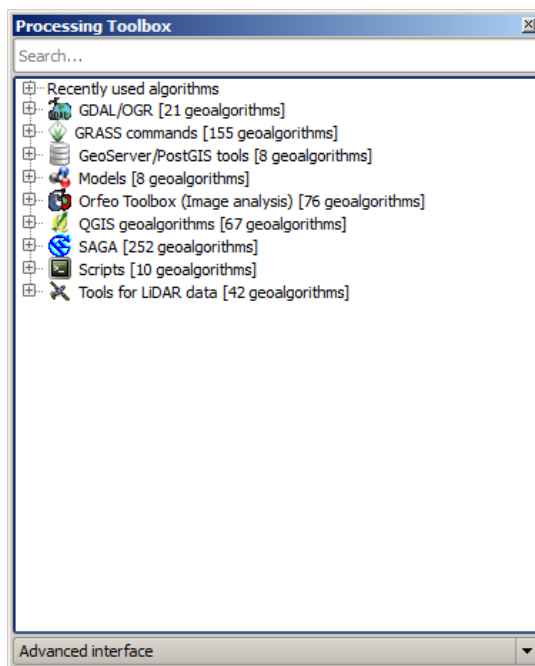 Processing Toolbox
Search...
Recently used algorithms
GDAL/OGR [21 geoalgorithms]
GRASS commands [155 geoalgorithms]
GeoServer/PostGIS tools [8 geoalgorithms]
Models [8 geoalgorithms]
Orfeo Toolbox (Image analysis) [76 geoalgorithms]
QGIS geoalgorithms [67 geoalgorithms]
SAGA [252 geoalgorithms]
Scripts [10 geoalgorithms]
Tools for LiDAR data [42 geoalgorithms]
Advanced interface